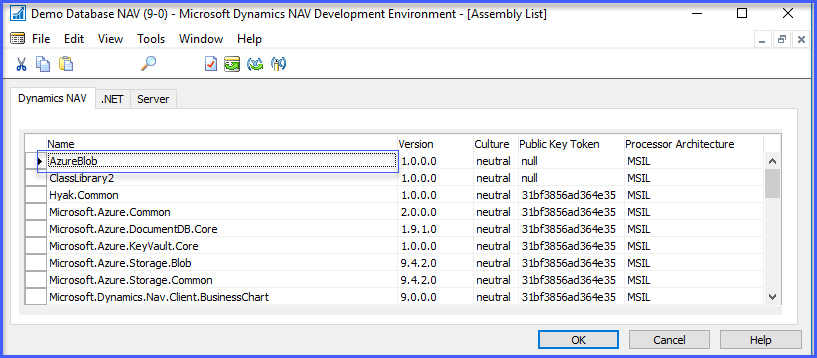 Demo Database NAV (9-0) - Microsoft Dynamics NAV Development Environment - [Assembly List]
File Edit View Tools Window Help
Dynamics NAV .NET Server
Name Version Culture Public Key Token Processor Architecture
AzureBlob 1.0.0.0 neutral null MSIL
ClassLibrary2 1.0.0.0 neutral null MSIL
Hyak.Common 1.0.0.0 neutral 31bf3856ad364e35 MSIL
Microsoft.Azure.Common 2.0.0.0 neutral 31bf3856ad364e35 MSIL
Microsoft.Azure.DocumentDB.Core 1.9.1.0 neutral 31bf3856ad364e35 MSIL
Microsoft.Azure.KeyVault.Core 1.0.0.0 neutral 31bf3856ad364e35 MSIL
Microsoft.Azure.Storage.Blob 9.4.2.0 neutral 31bf3856ad364e35 MSIL
Microsoft.Azure.Storage.Common 9.4.2.0 neutral 31bf3856ad364e35 MSIL
Microsoft.Dynamics.Nav.Client.BusinessChart 9.0.0.0 neutral 31bf3856ad364e35 MSIL
OK Cancel Help